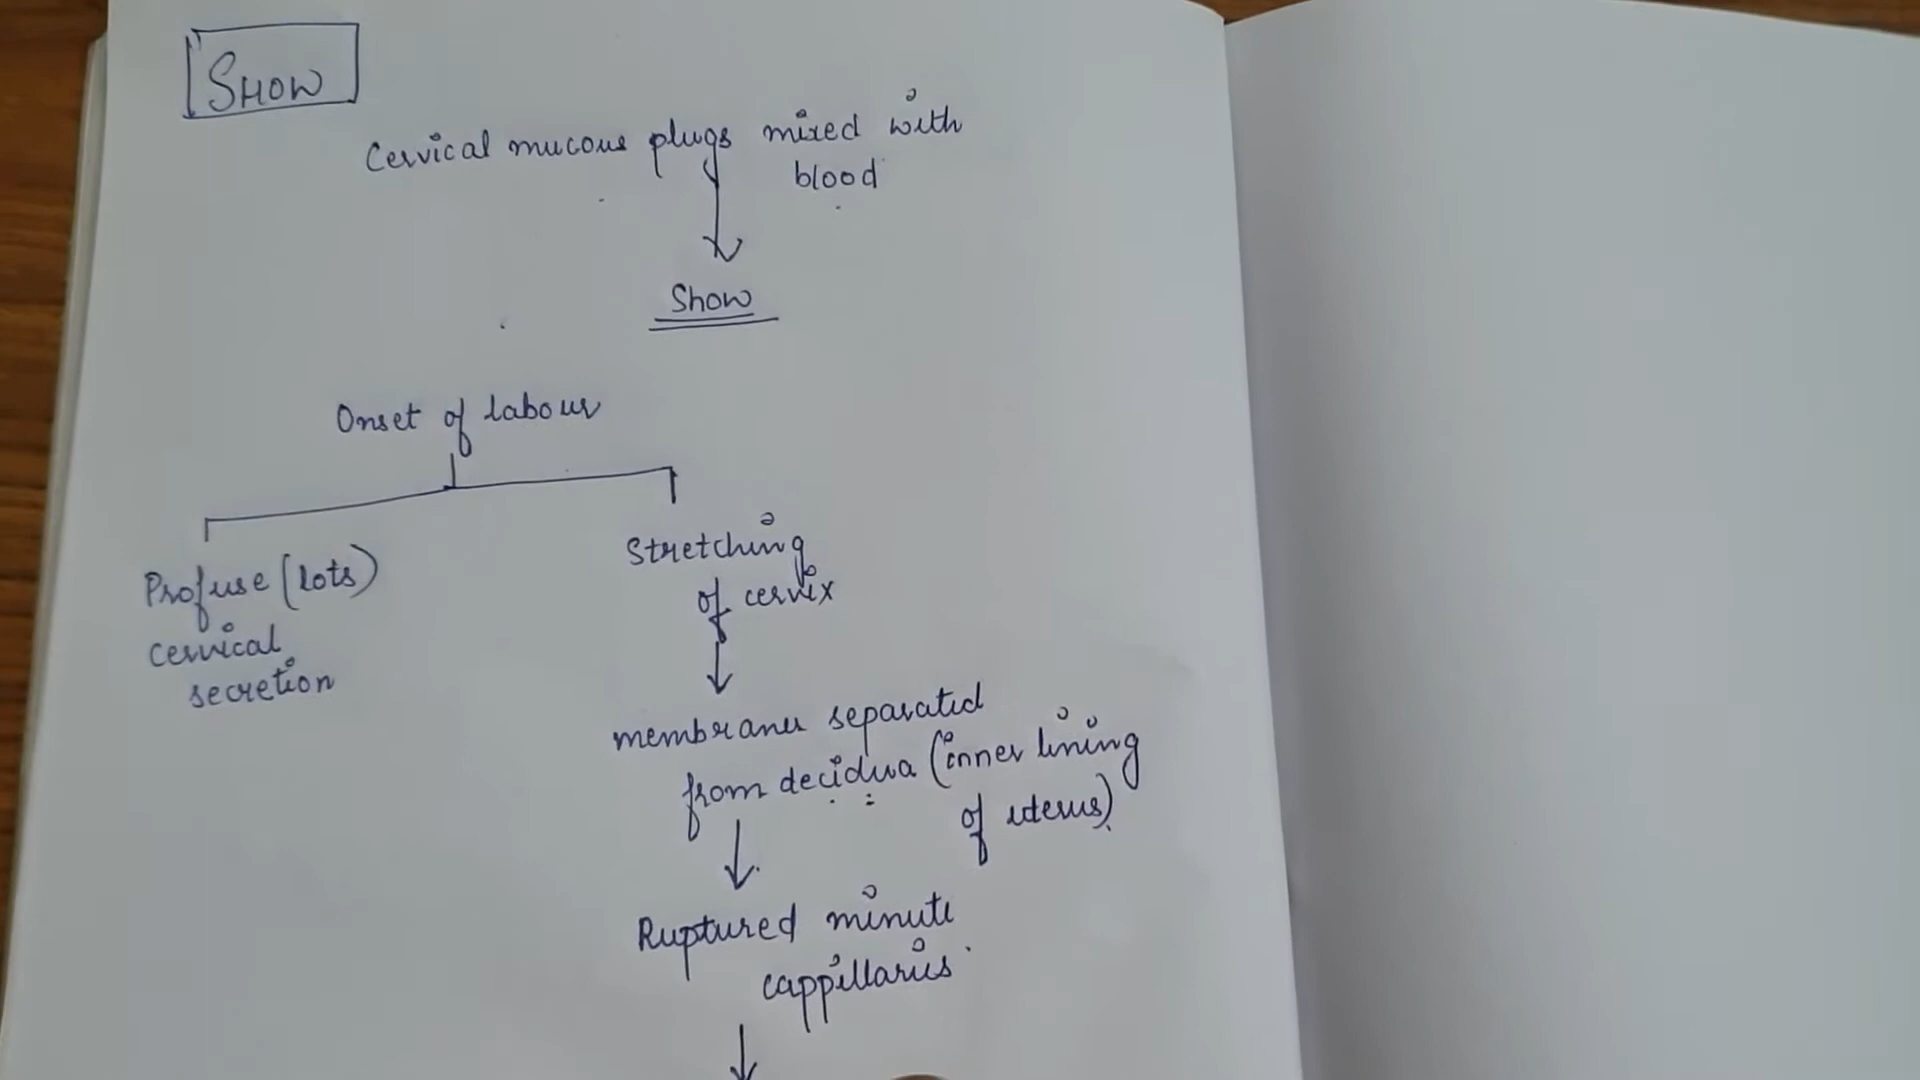 SHOW
Cervical mucous plugs mixed with
blood
Show
Onset of labour
Profuse (lots)
cervical
secretion
Stretching
of cervix
membranes separated
from decidua (inner lining
of uterus)
Ruptured minute
cappillaries